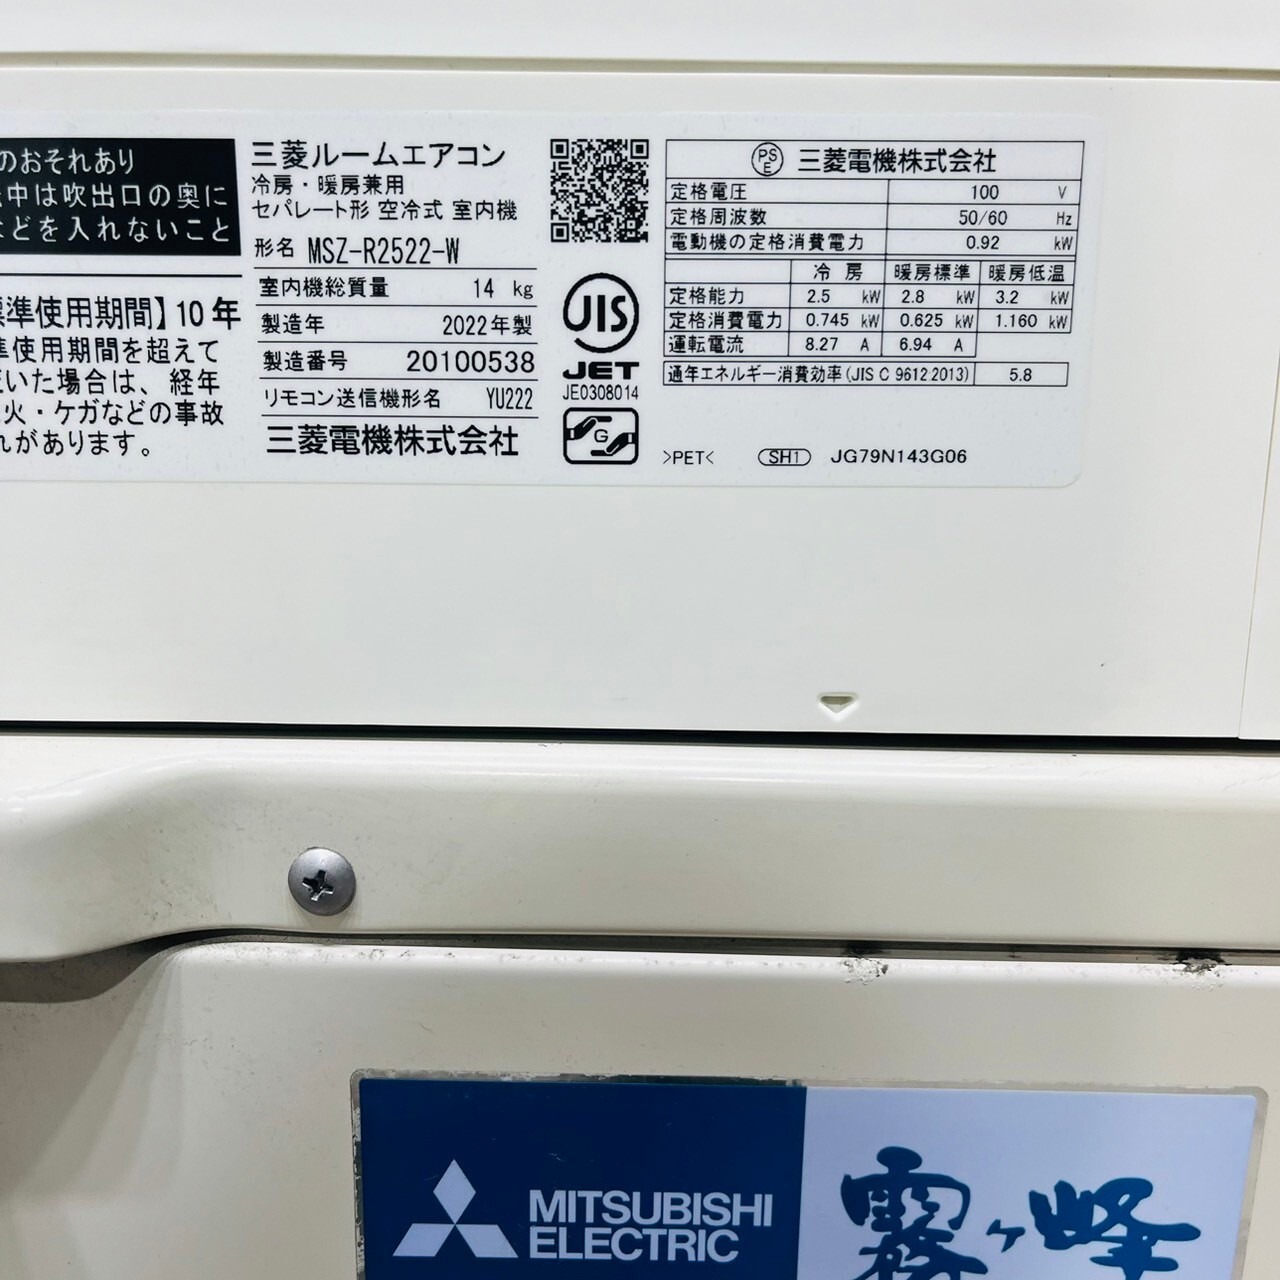 のおそれあり
中は吹出口の奥に
などを入れないこと
標準使用期間】10年
準使用期間を超えて
いた場合は、経年
火・ケガなどの事故
れがあります。
三菱ルームエアコン
冷房・暖房兼用
セパレート形 空冷式 室内機
形名 MSZ-R2522-W
室内機総質量 14 kg
製造年 2022年製
製造番号 20100538
リモコン送信機形名 YU222
三菱電機株式会社
JIS
JET
JE0308014
G
PSE 三菱電機株式会社
定格電圧 100 V
定格周波数 50/60 Hz
電動機の定格消費電力 0.92 kW
冷房 暖房標準 暖房低温
定格能力 2.5 kW 2.8 kW 3.2 kW
定格消費電力 0.745 kW 0.625 kW 1.160 kW
運転電流 8.27 A 6.94 A
通年エネルギー消費効率(JIS C 9612:2013) 5.8
>PET< SH1 JG79N143G06
MITSUBISHI
ELECTRIC
霧ヶ峰